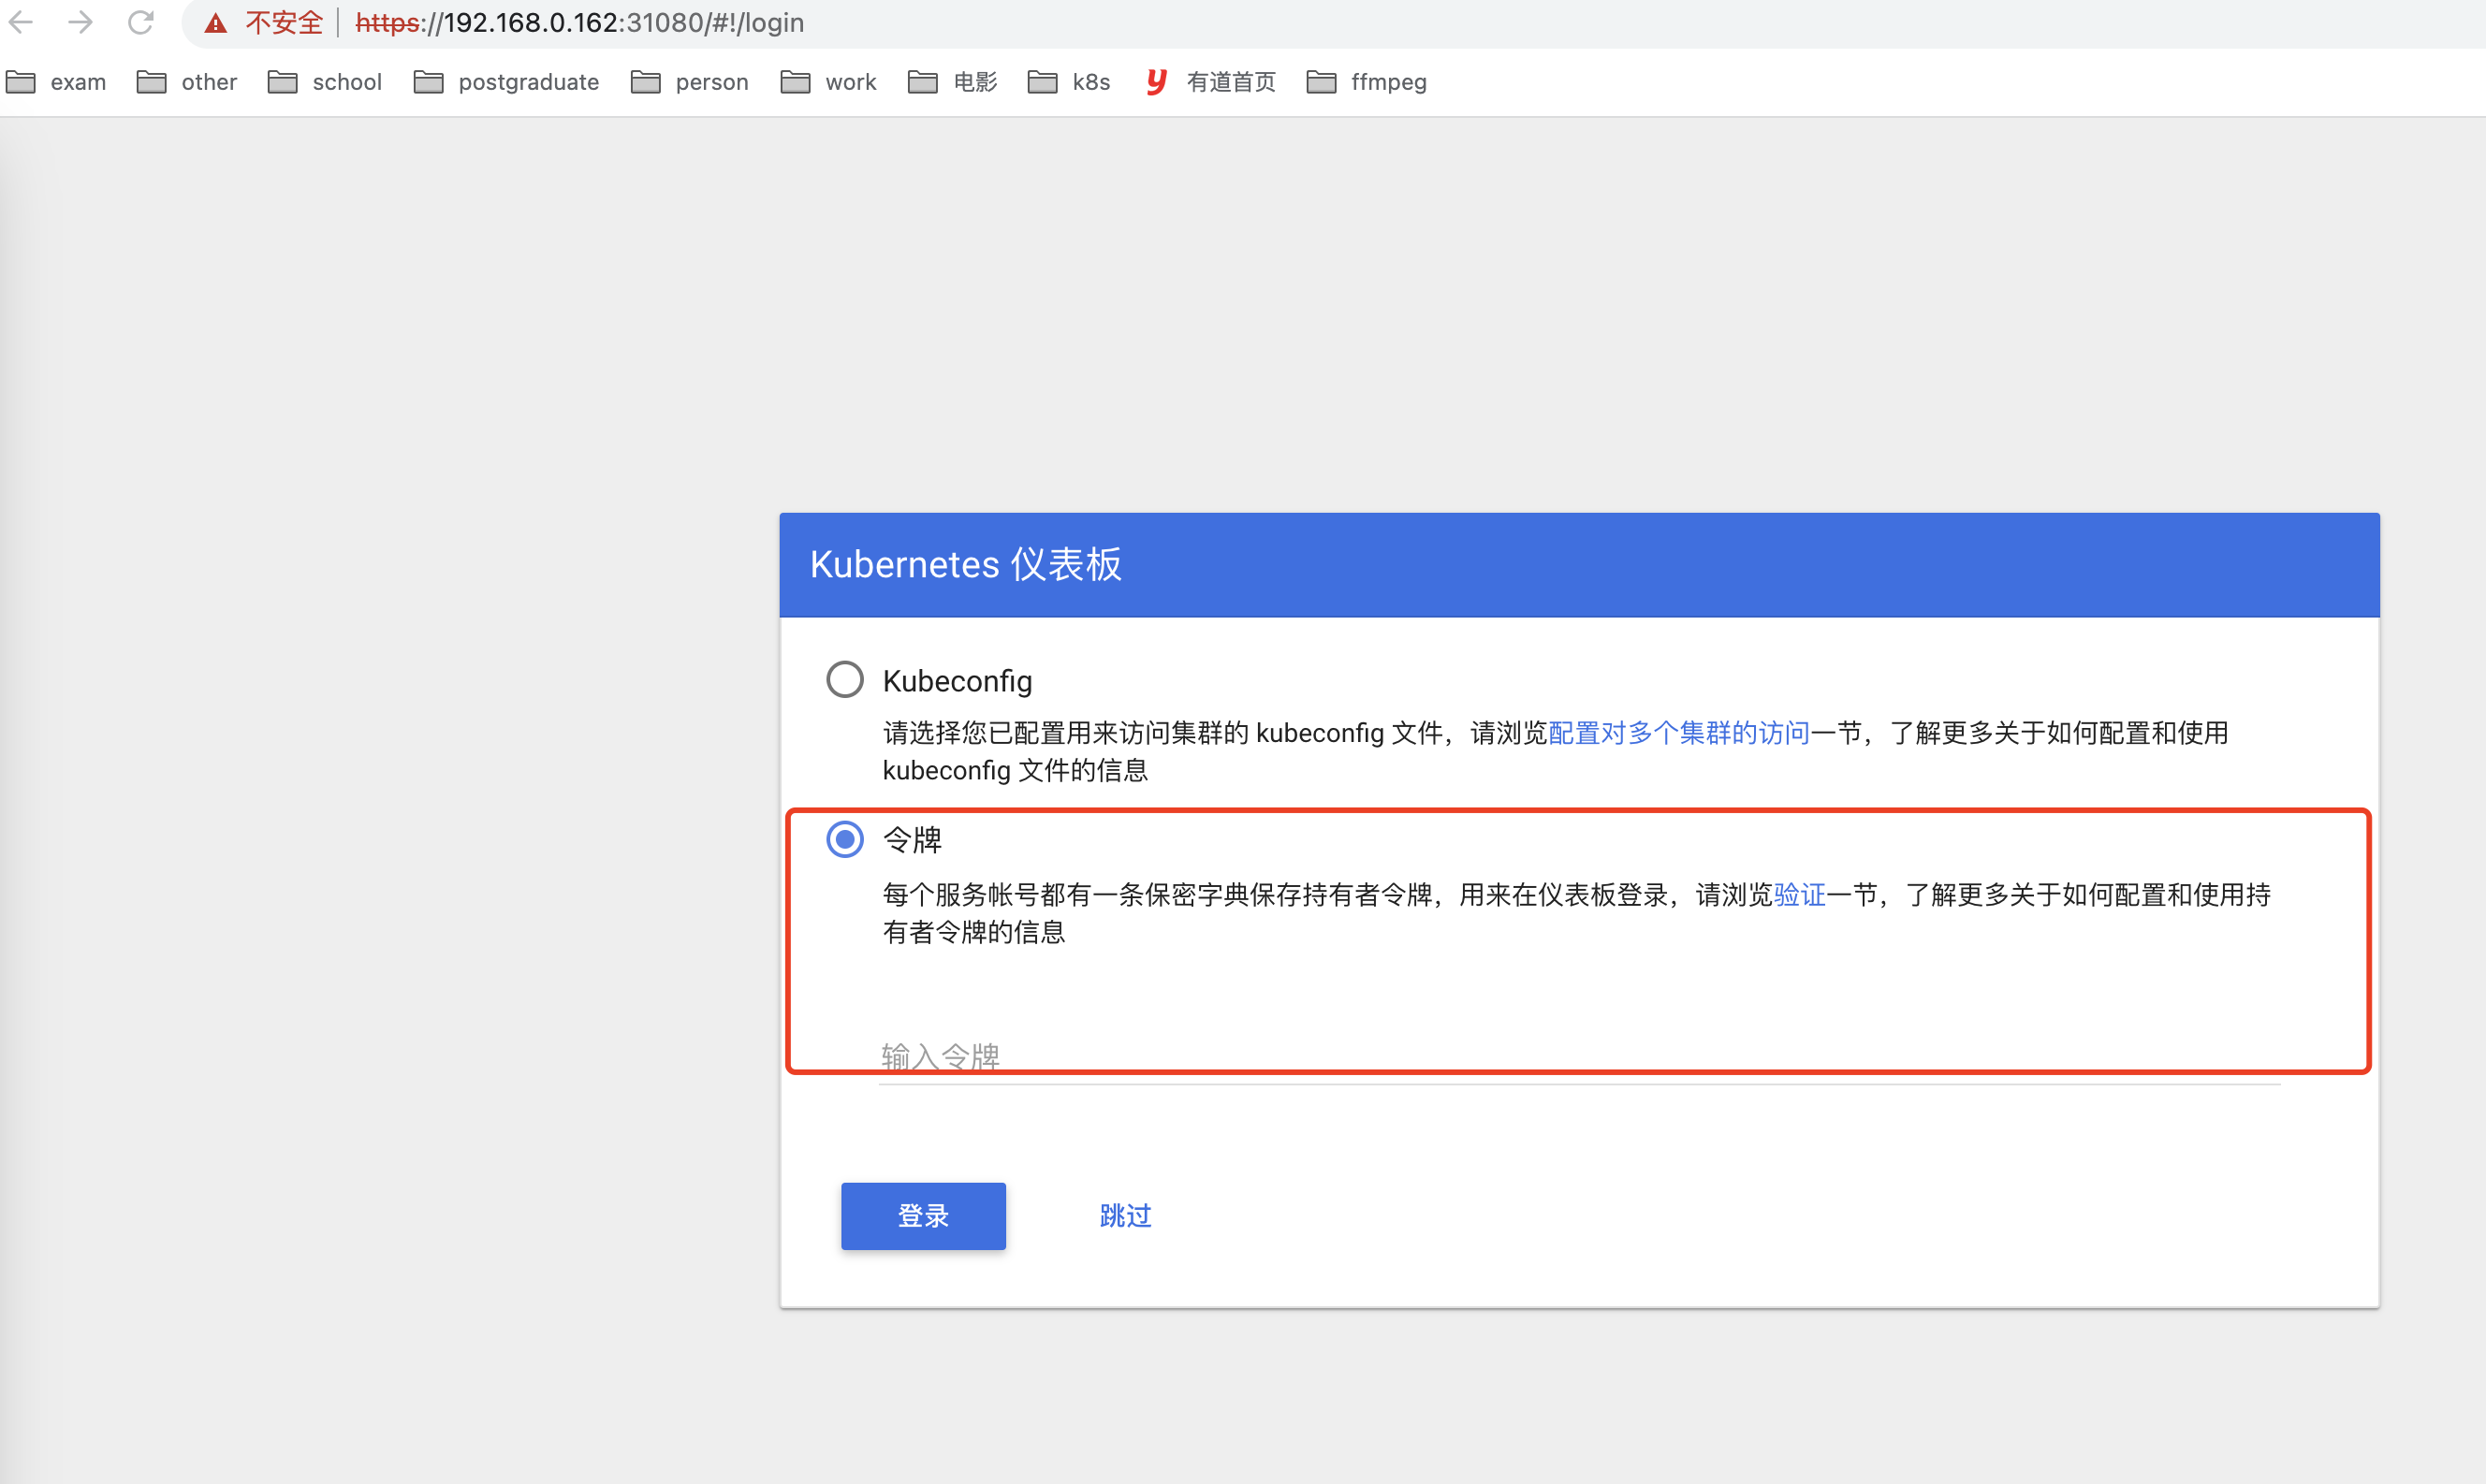 不安全 | https://192.168.0.162:31080/#!/login
exam other school postgraduate person work 电影 k8s 有道首页 ffmpeg
Kubernetes 仪表板
Kubeconfig
请选择您已配置用来访问集群的 kubeconfig 文件，请浏览配置对多个集群的访问一节，了解更多关于如何配置和使用
kubeconfig 文件的信息
令牌
每个服务帐号都有一条保密字典保存持有者令牌，用来在仪表板登录，请浏览验证一节，了解更多关于如何配置和使用持
有者令牌的信息
输入令牌
登录 跳过